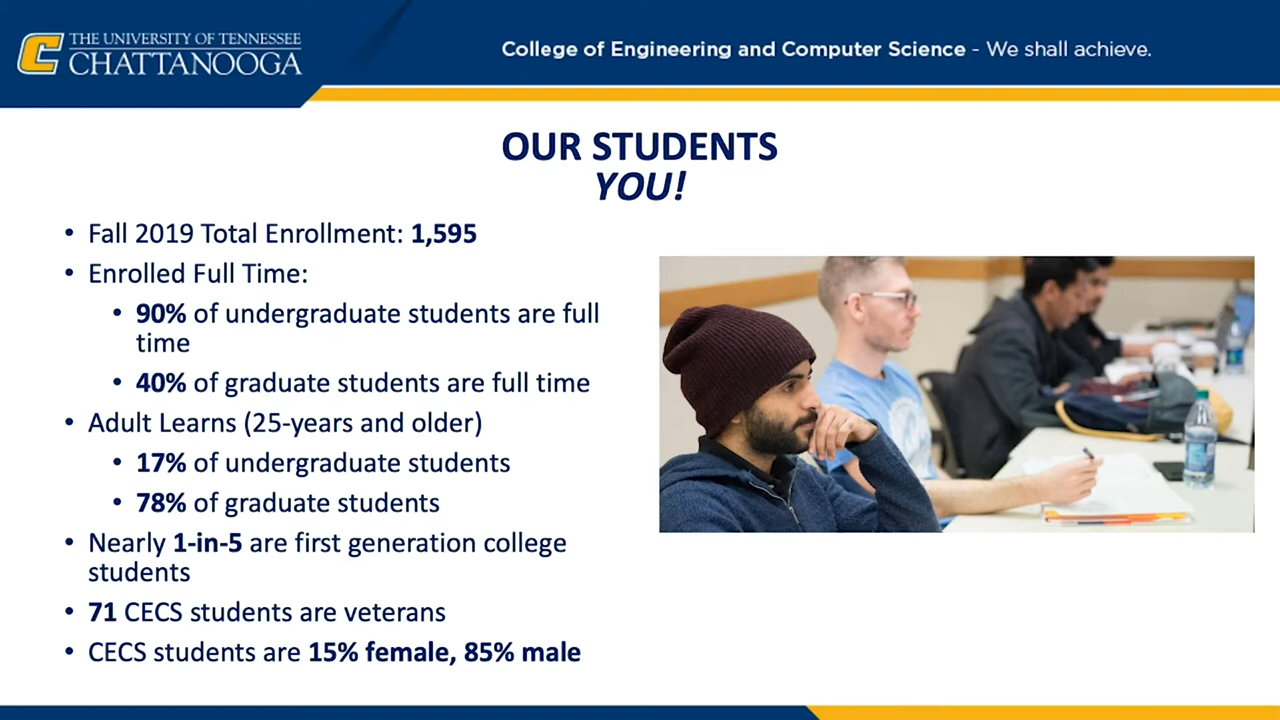 THE UNIVERSITY OF TENNESSEE
CHATTANOOGA
College of Engineering and Computer Science - We shall achieve.
OUR STUDENTS
YOU!
• Fall 2019 Total Enrollment: 1,595
• Enrolled Full Time:
• 90% of undergraduate students are full
time
• 40% of graduate students are full time
• Adult Learns (25-years and older)
• 17% of undergraduate students
• 78% of graduate students
• Nearly 1-in-5 are first generation college
students
• 71 CECS students are veterans
• CECS students are 15% female, 85% male